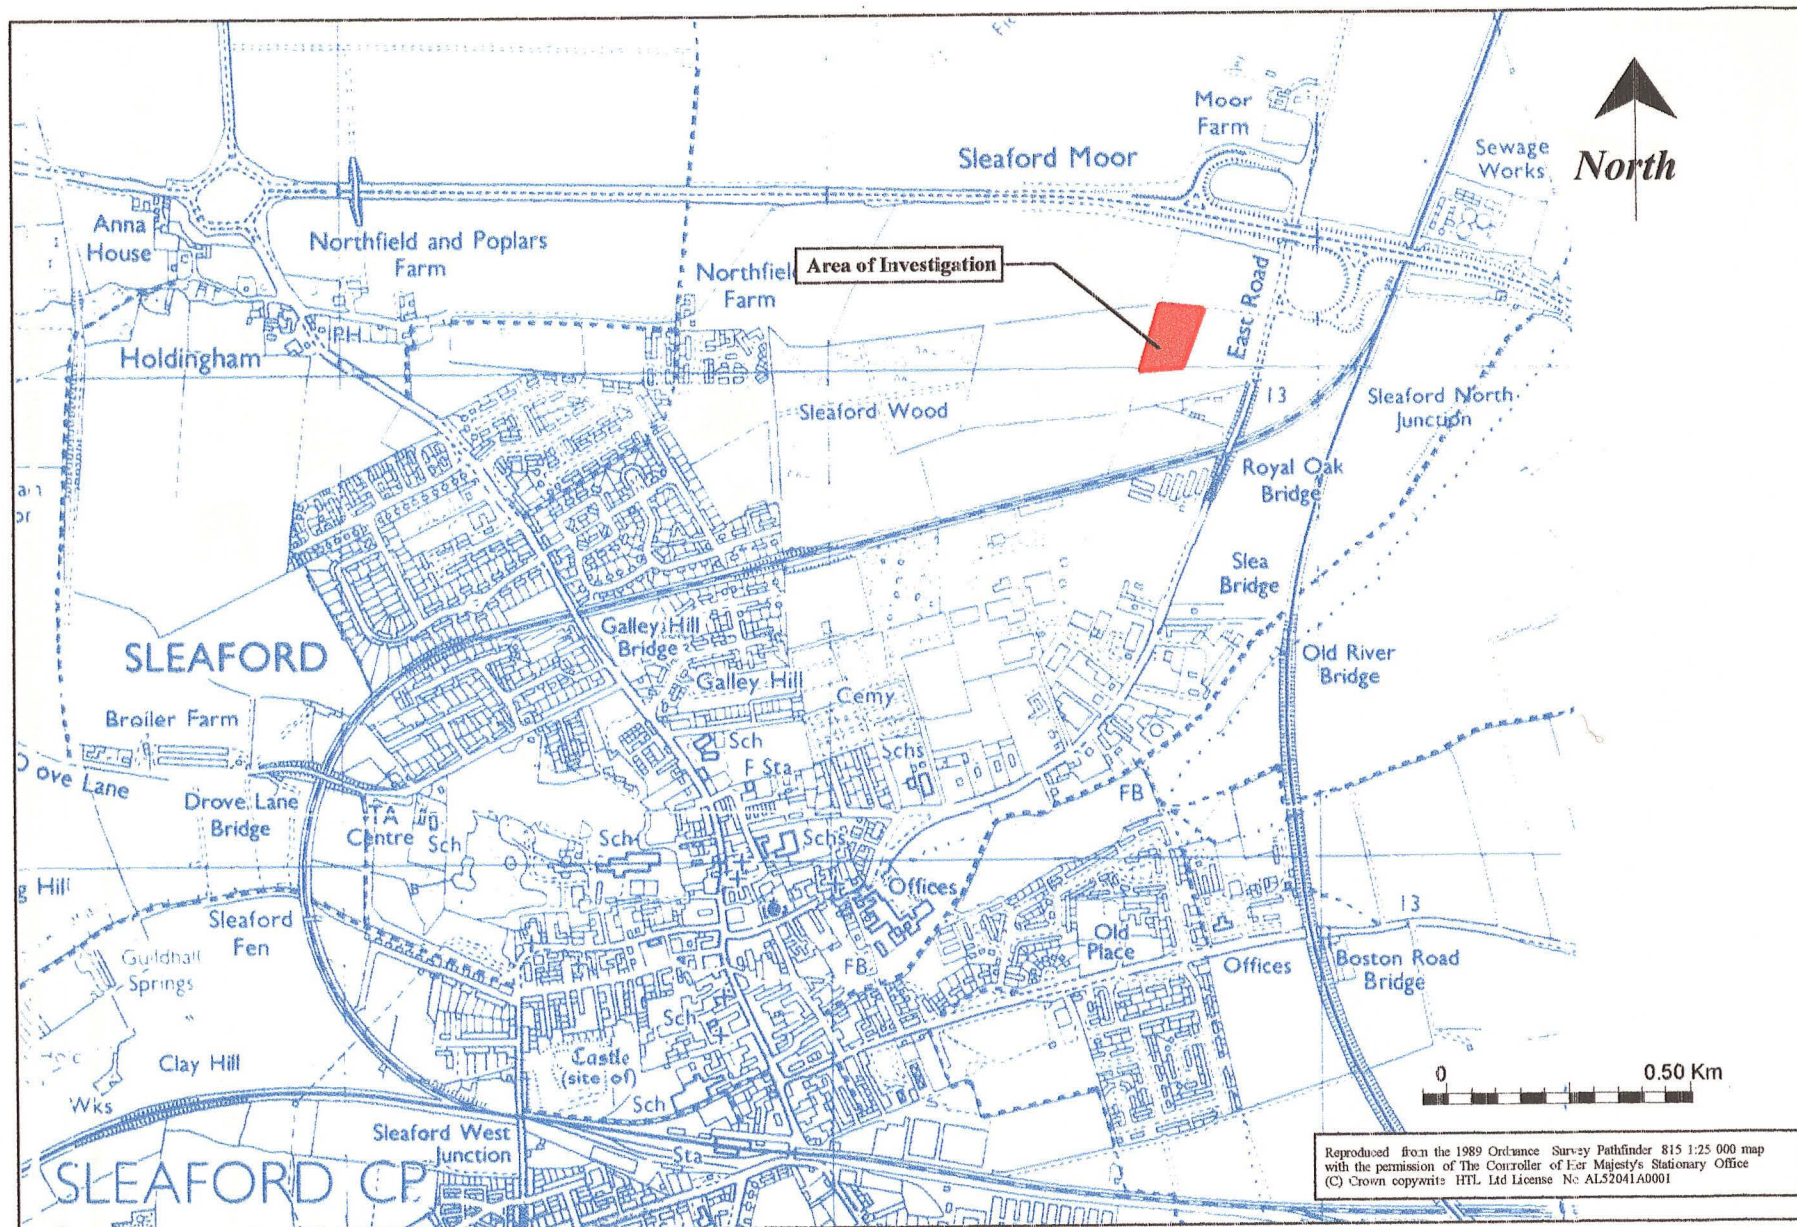 Moor
Farm
Sleaford Moor
Sewage
Works
North
Anna
House
Northfield and Poplars
Farm
Area of Investigation
Farm
East Road
PH
Holdingham
Sleaford Wood
13
Sleaford North
Junction
Royal Oak
Bridge
Slea
Bridge
SLEAFORD
Galley Hill
Bridge
Galley Hill
Old River
Bridge
Cemy
Broiler Farm
Sch
F Sta
Schs
ove Lane
Drove Lane
Bridge
TA
Centre
Sch
Sch
Schs
FB
Hill
Offices
13
Sleaford
Fen
Old
Place
Guildhall
Springs
FB
Offices
Boston Road
Bridge
Sch
Clay Hill
Castle
(site of)
Sch
Wks
0 0.50 Km
Sleaford West
Junction
Sta
SLEAFORD CP
Reproduced from the 1989 Ordnance Survey Pathfinder 815 1:25 000 map
with the permission of The Controller of Her Majesty's Stationary Office
(C) Crown copywrite HTL Ltd License No AL52041A0001